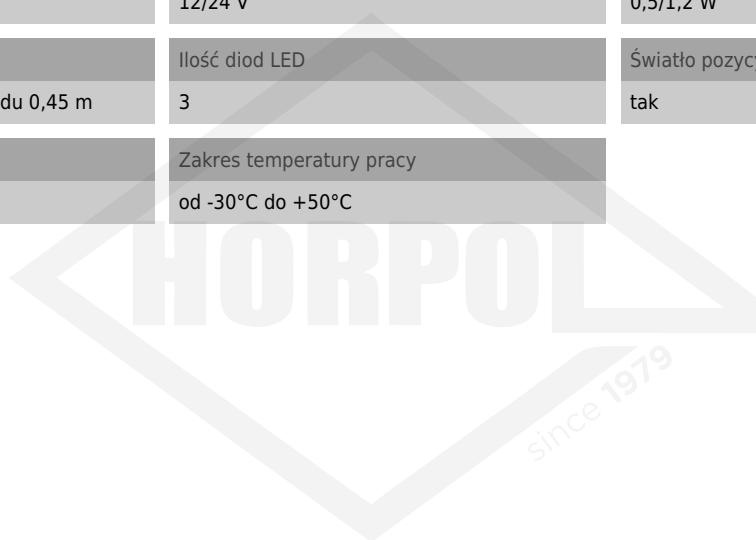 12/24 V
0,5/1,2 W
Ilość diod LED
Światło
du 0,45 m
3
tak
Zakres temperatury pracy
od -30°C do +50°C
HORPOL
since 1979